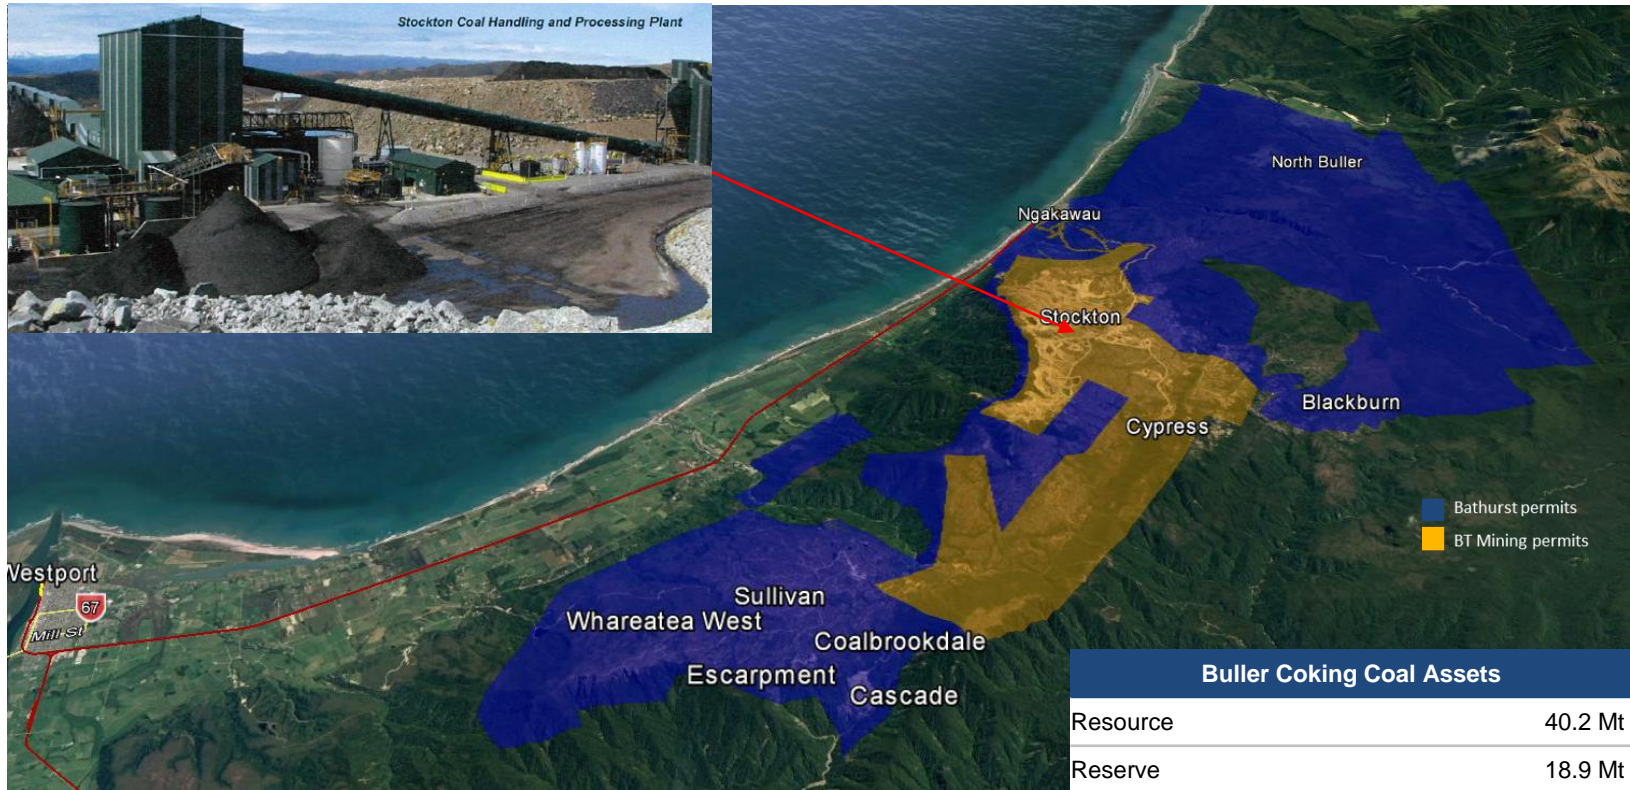 Stockton Coal Handling and Processing Plant
North Buller
Ngakawau
Stockton
Blackburn
Cypress
Bathurst permits
BT Mining permits
Westport
67
Mill St
Sullivan
Whareatea West
Coalbrookdale
Escarpment
Cascade
Buller Coking Coal Assets
Resource 40.2 Mt
Reserve 18.9 Mt